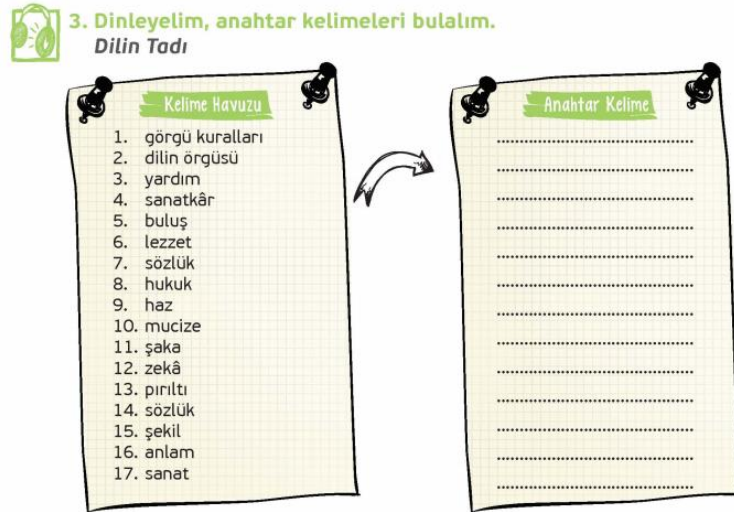 3. Dinleyelim, anahtar kelimeleri bulalım.
Dilin Tadı
Kelime Havuzu
1. görgü kuralları
2. dilin örgüsü
3. yardım
4. sanatkâr
5. buluş
6. lezzet
7. sözlük
8. hukuk
9. haz
10. mucize
11. şaka
12. zekâ
13. pırıltı
14. sözlük
15. şekil
16. anlam
17. sanat
Anahtar Kelime